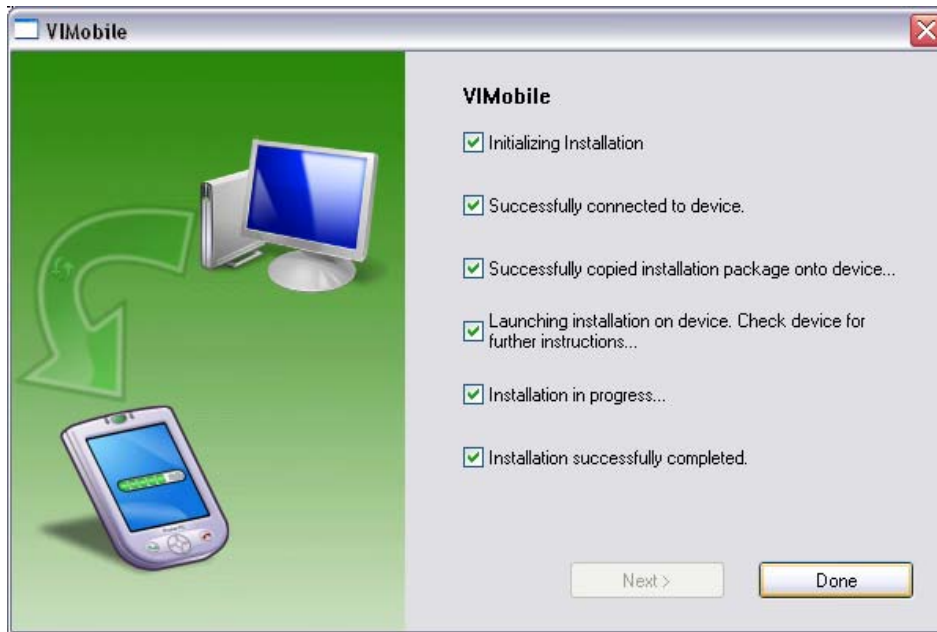 VIMobile
VIMobile
Initializing Installation
Successfully connected to device.
Successfully copied installation package onto device...
Launching installation on device. Check device for
further instructions...
Installation in progress...
Installation successfully completed.
Next >
Done